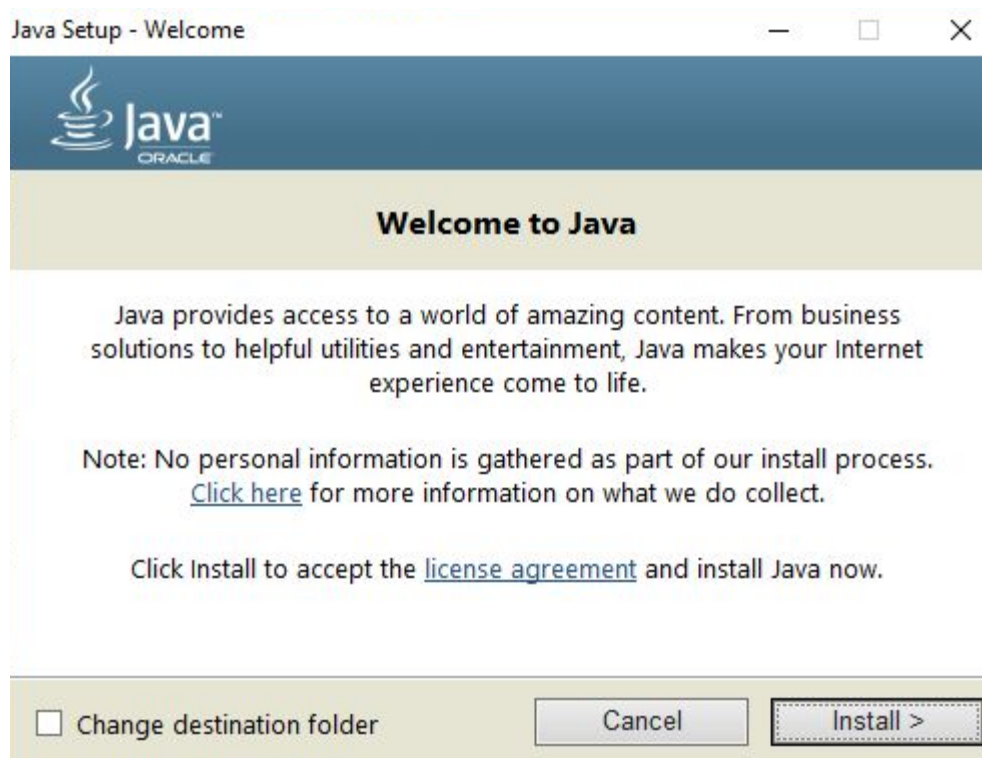 Java Setup - Welcome
Java™
ORACLE
Welcome to Java
Java provides access to a world of amazing content. From business
solutions to helpful utilities and entertainment, Java makes your Internet
experience come to life.
Note: No personal information is gathered as part of our install process.
Click here for more information on what we do collect.
Click Install to accept the license agreement and install Java now.
Change destination folder
Cancel
Install >